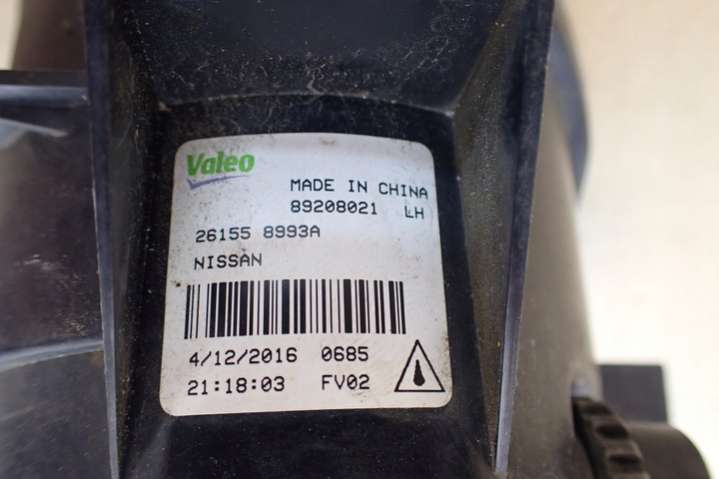 Valeo
MADE IN CHINA
89208021 LH
26155 8993A
NISSAN
4/12/2016 0685
21:18:03 FV02